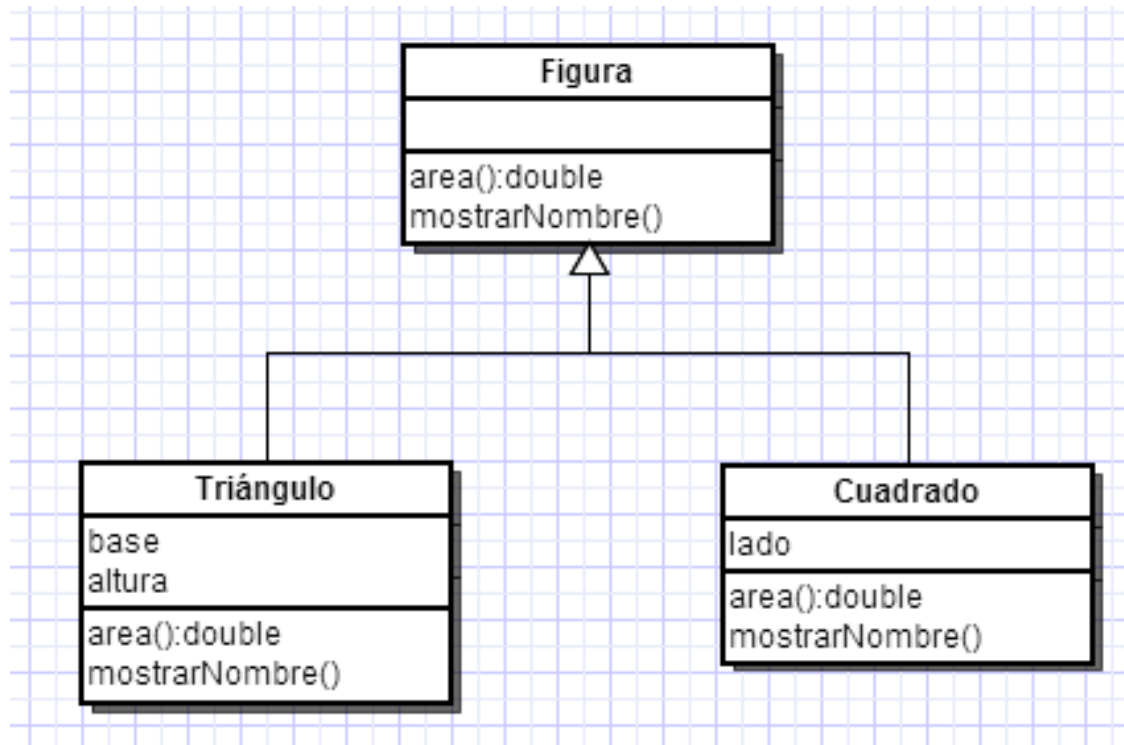 Figura
area():double
mostrarNombre()
Triángulo
base
altura
area():double
mostrarNombre()
Cuadrado
lado
area():double
mostrarNombre()